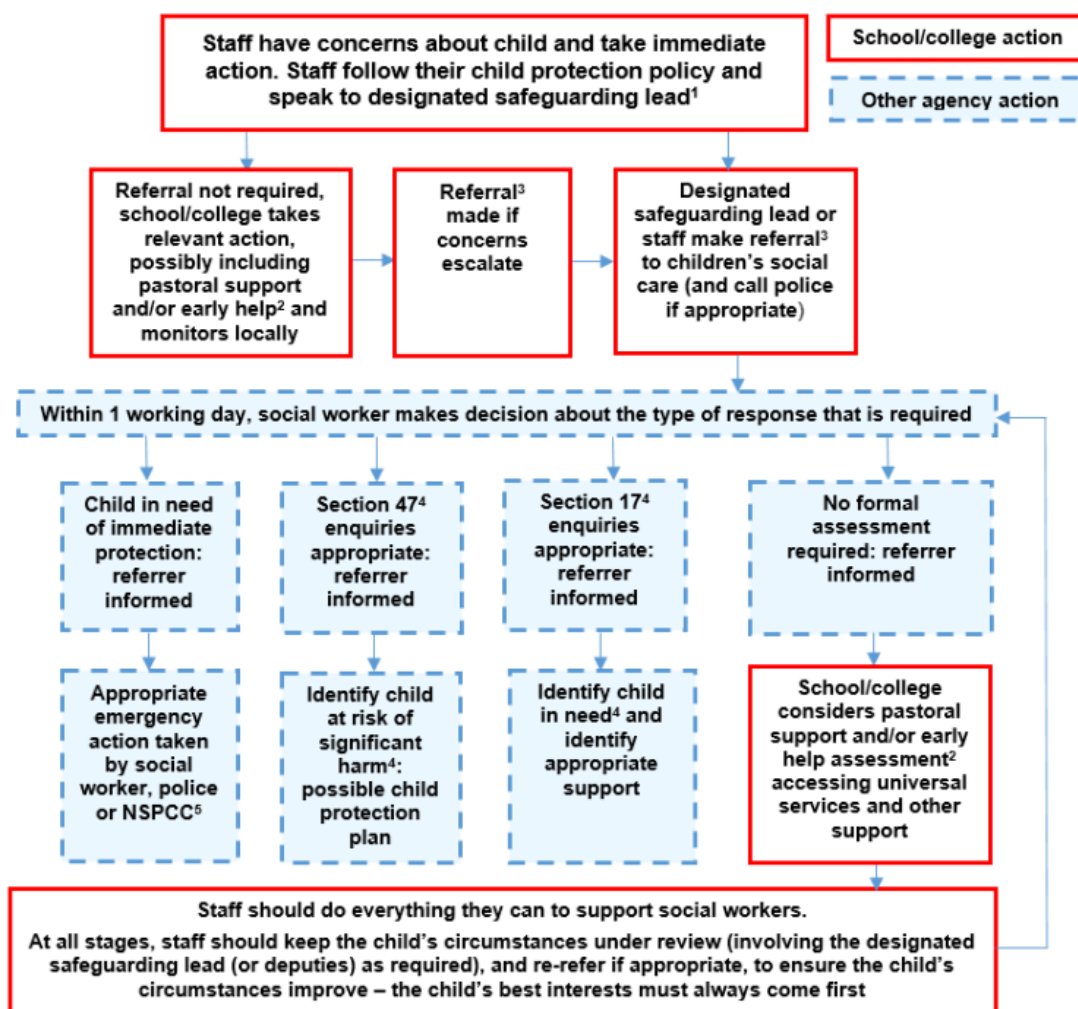 Staff have concerns about child and take immediate
action. Staff follow their child protection policy and
speak to designated safeguarding lead¹
School/college action
Other agency action
Referral not required,
school/college takes
relevant action,
possibly including
pastoral support
and/or early help² and
monitors locally
Referral³
made if
concerns
escalate
Designated
safeguarding lead or
staff make referral³
to children's social
care (and call police
if appropriate)
Within 1 working day, social worker makes decision about the type of response that is required
Child in need
of immediate
protection:
referrer
informed
Section 47⁴
enquiries
appropriate:
referrer
informed
Section 17⁴
enquiries
appropriate:
referrer
informed
No formal
assessment
required: referrer
informed
Appropriate
emergency
action taken
by social
worker, police
or NSPCC⁵
Identify child
at risk of
significant
harm⁴:
possible child
protection
plan
Identify child
in need⁴ and
identify
appropriate
support
School/college
considers pastoral
support and/or early
help assessment²
accessing universal
services and other
support
Staff should do everything they can to support social workers.
At all stages, staff should keep the child's circumstances under review (involving the designated
safeguarding lead (or deputies) as required), and re-refer if appropriate, to ensure the child's
circumstances improve – the child's best interests must always come first